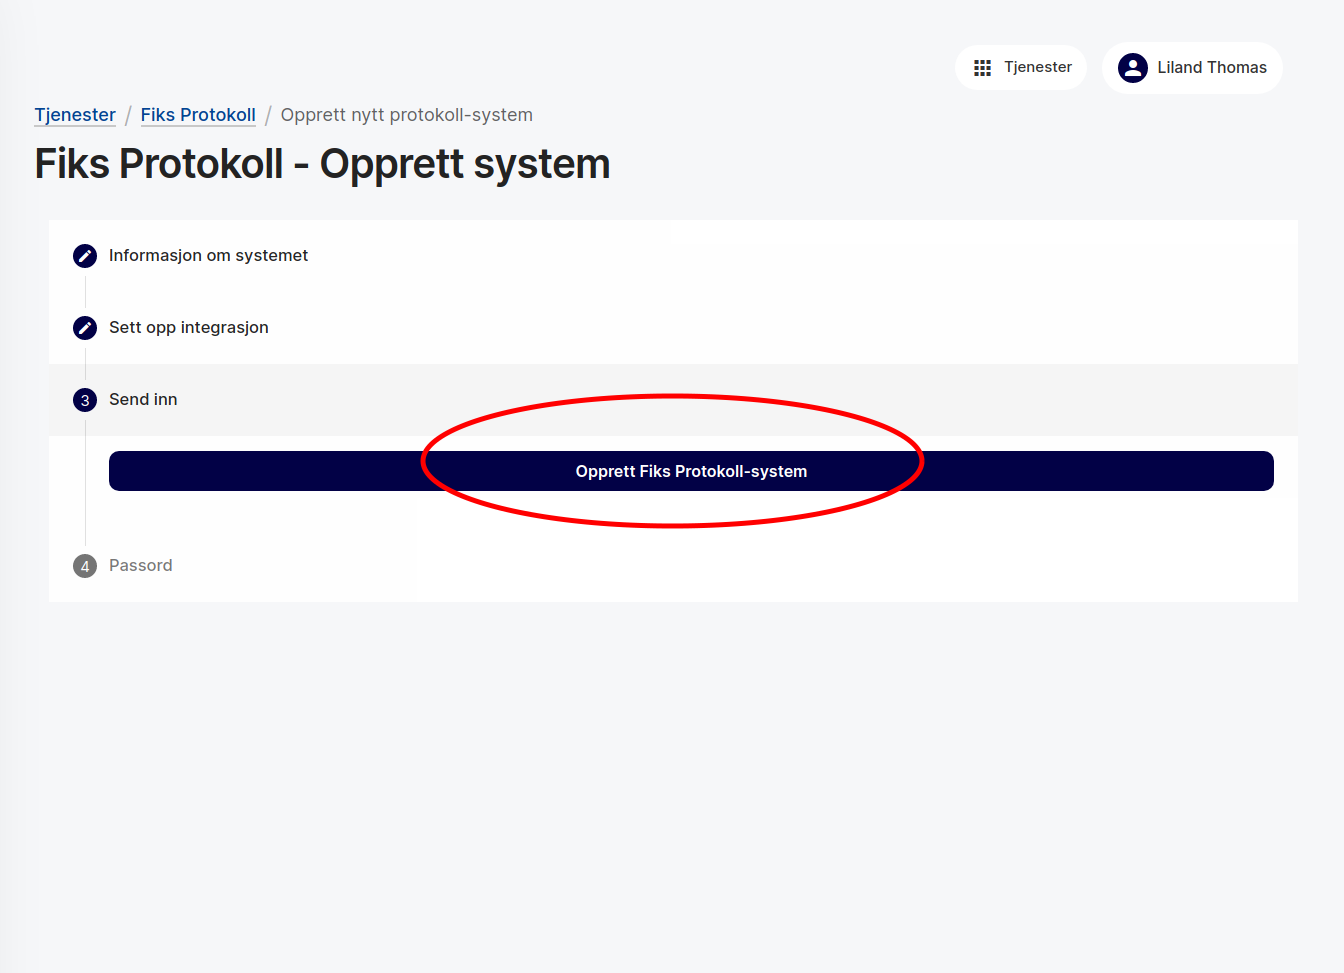 Tjenester
Liland Thomas
Tjenester / Fiks Protokoll / Opprett nytt protokoll-system
Fiks Protokoll - Opprett system
Informasjon om systemet
Sett opp integrasjon
3 Send inn
Opprett Fiks Protokoll-system
4 Passord